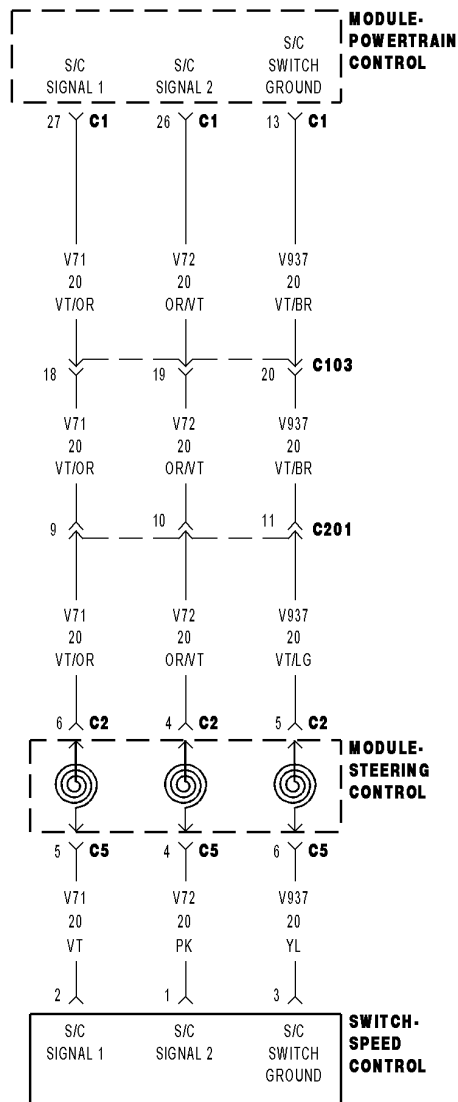 MODULE-
POWERTRAIN
CONTROL
S/C
SIGNAL 1
S/C
SIGNAL 2
S/C
SWITCH
GROUND
27 C1
26 C1
13 C1
V71
20
VT/OR
V72
20
OR/VT
V937
20
VT/BR
18
19
20
C103
V71
20
VT/OR
V72
20
OR/VT
V937
20
VT/BR
9
10
11
C201
V71
20
VT/OR
V72
20
OR/VT
V937
20
VT/LG
6 C2
4 C2
5 C2
MODULE-
STEERING
CONTROL
5 C5
4 C5
6 C5
V71
20
VT
V72
20
PK
V937
20
YL
2
1
3
S/C
SIGNAL 1
S/C
SIGNAL 2
S/C
SWITCH
GROUND
SWITCH-
SPEED
CONTROL